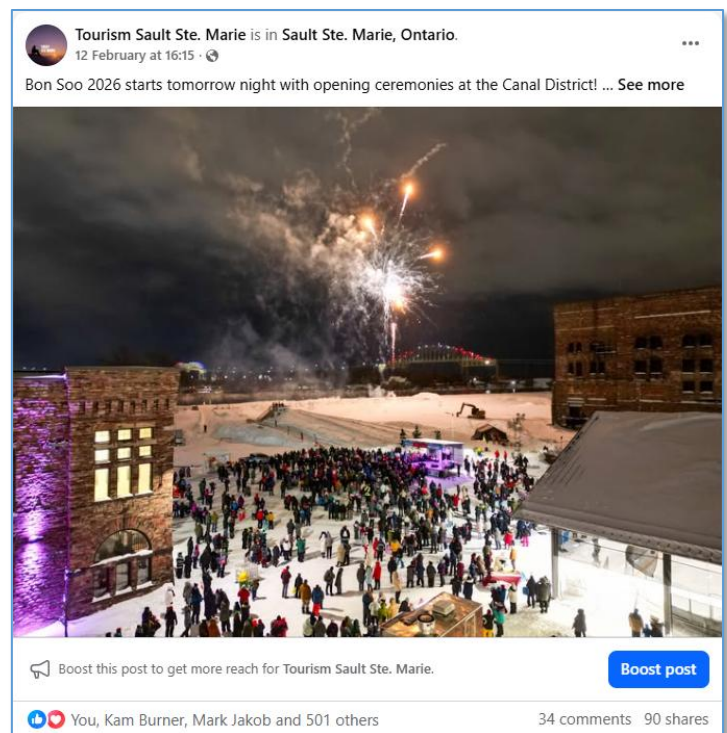 Tourism Sault Ste. Marie is in Sault Ste. Marie, Ontario.
12 February at 16:15 ·
Bon Soo 2026 starts tomorrow night with opening ceremonies at the Canal District! ... See more
Boost this post to get more reach for Tourism Sault Ste. Marie.
Boost post
You, Kam Burner, Mark Jakob and 501 others
34 comments 90 shares